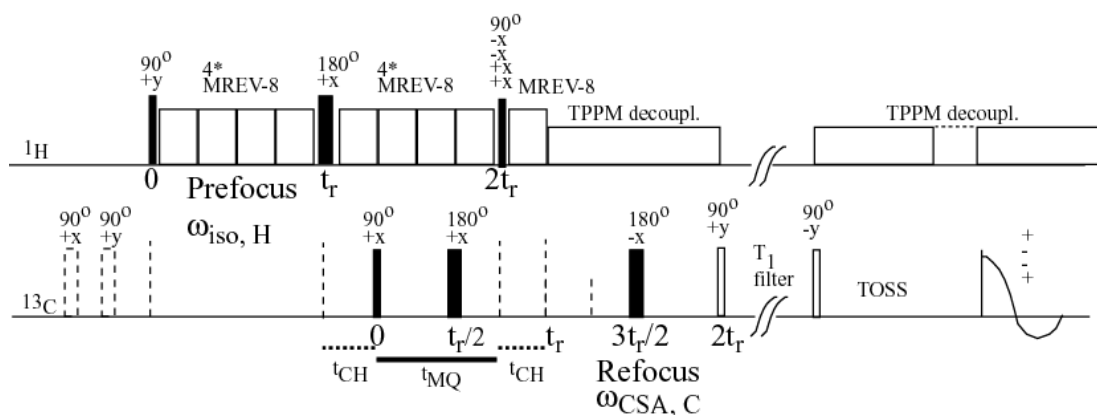 90° 180° 90°
+y +x -x
-x
+x
+x
4* 4*
MREV-8 MREV-8 MREV-8
TPPM decoupl. TPPM decoupl.
1H
0 tr 2tr
Prefocus
ωiso, H
90° 90° 90° 180° 180° 90° 90°
+x +y +x +x -x +y -y
T1
filter
TOSS
+
-
-
+
13C
0 tr/2 tr 3tr/2 2tr
tCH tMQ tCH
Refocus
ωCSA, C